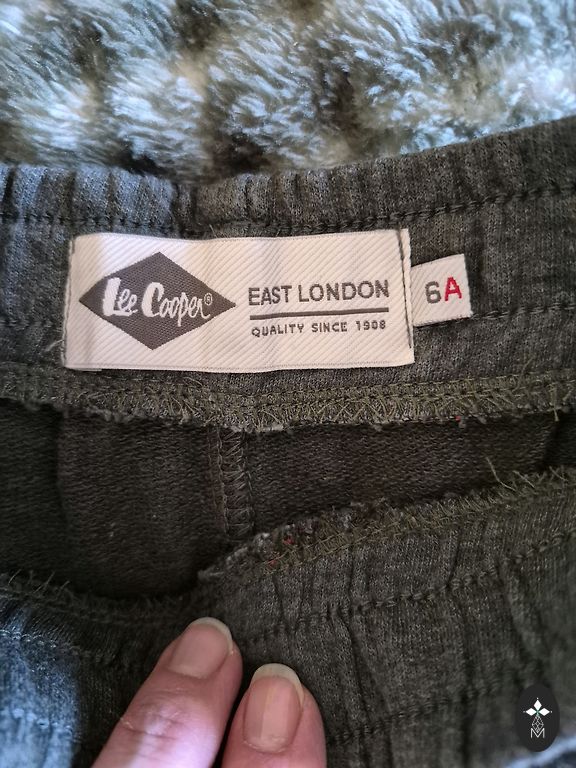 Lee Cooper®
EAST LONDON
QUALITY SINCE 1908
6A
M